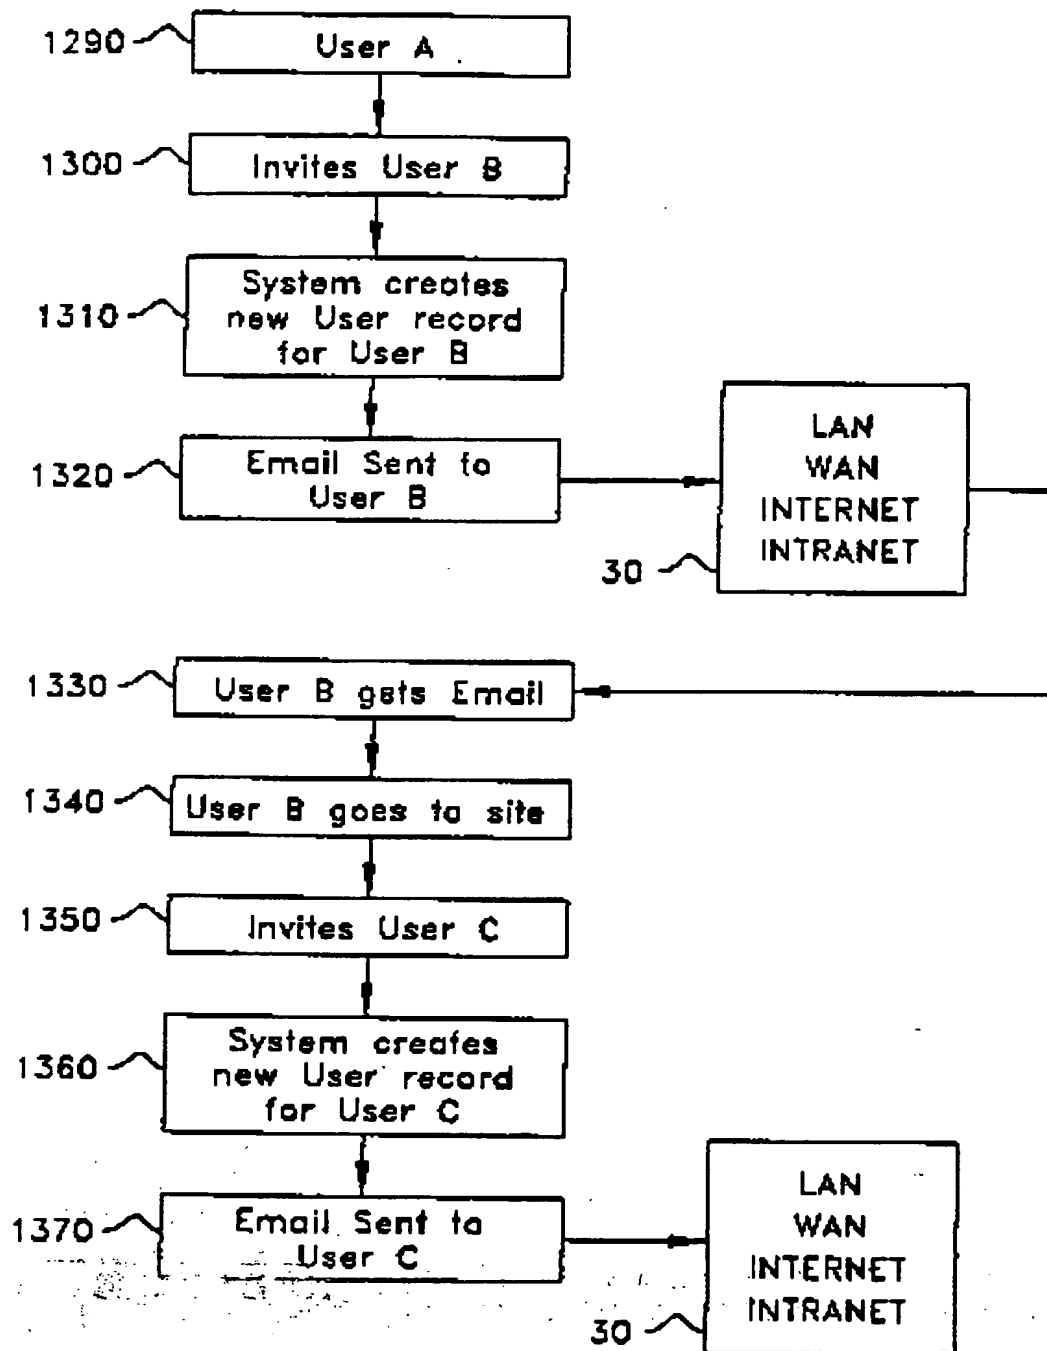 1290
User A
1300
Invites User B
1310
System creates
new User record
for User B
1320
Email Sent to
User B
LAN
WAN
INTERNET
INTRANET
30
1330
User B gets Email
1340
User B goes to site
1350
Invites User C
1360
System creates
new User record
for User C
1370
Email Sent to
User C
LAN
WAN
INTERNET
INTRANET
30